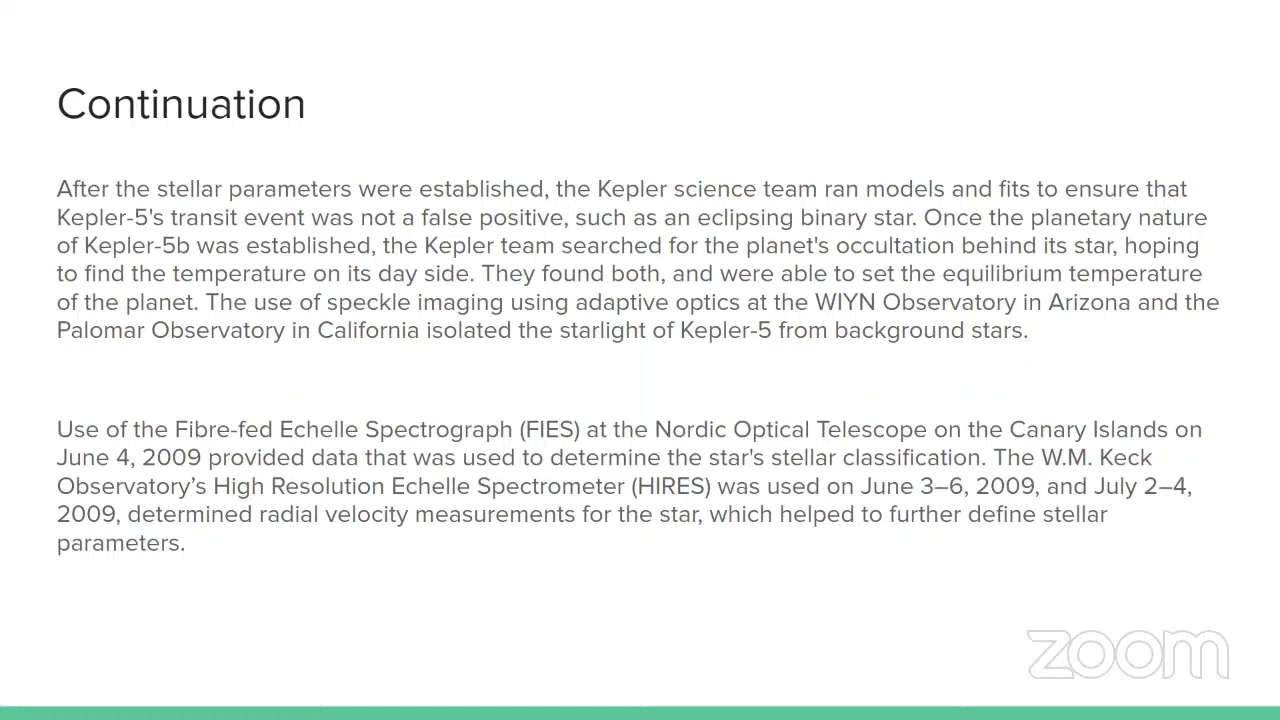 Continuation
After the stellar parameters were established, the Kepler science team ran models and fits to ensure that
Kepler-5's transit event was not a false positive, such as an eclipsing binary star. Once the planetary nature
of Kepler-5b was established, the Kepler team searched for the planet's occultation behind its star, hoping
to find the temperature on its day side. They found both, and were able to set the equilibrium temperature
of the planet. The use of speckle imaging using adaptive optics at the WIYN Observatory in Arizona and the
Palomar Observatory in California isolated the starlight of Kepler-5 from background stars.
Use of the Fibre-fed Echelle Spectrograph (FIES) at the Nordic Optical Telescope on the Canary Islands on
June 4, 2009 provided data that was used to determine the star's stellar classification. The W.M. Keck
Observatory’s High Resolution Echelle Spectrometer (HIRES) was used on June 3–6, 2009, and July 2–4,
2009, determined radial velocity measurements for the star, which helped to further define stellar
parameters.
zoom